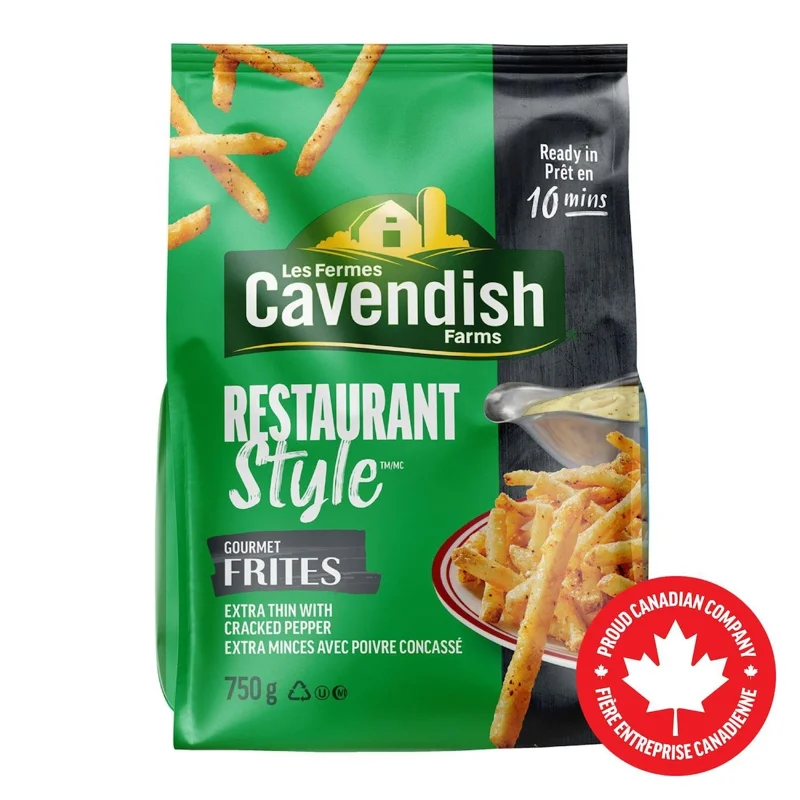 Ready in
Prêt en
10 mins
Les Fermes
Cavendish
Farms
RESTAURANT
Style TM/MC
GOURMET
FRITES
EXTRA THIN WITH
CRACKED PEPPER
EXTRA MINCES AVEC POIVRE CONCASSÉ
750 g
U
PROUD CANADIAN COMPANY
FIÈRE ENTREPRISE CANADIENNE